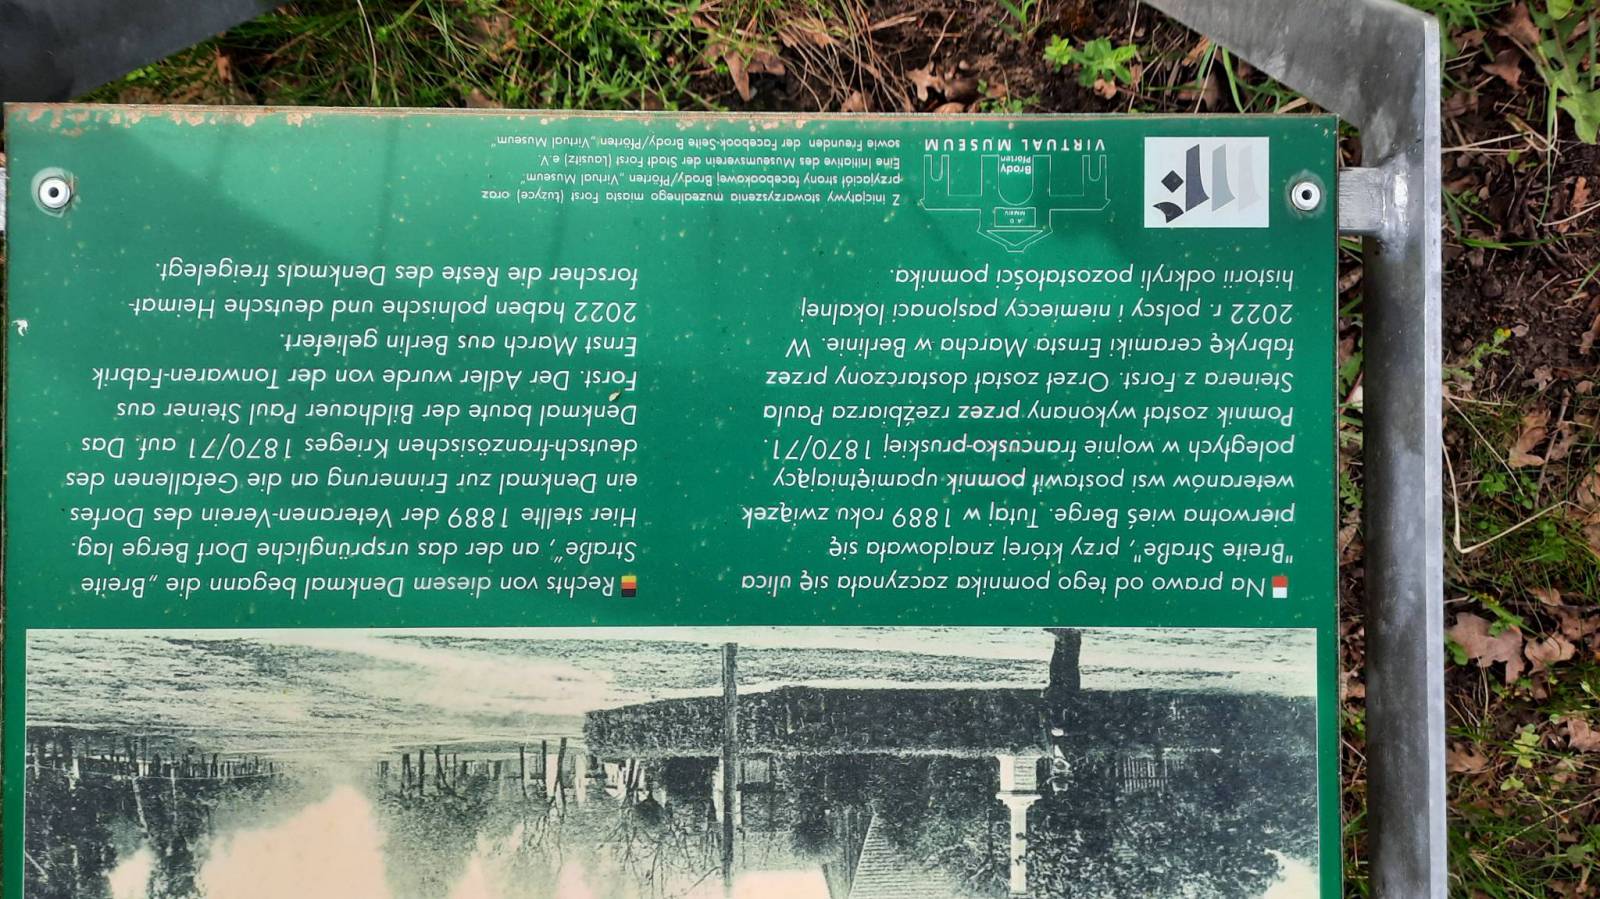 Na prawo od tego pomnika zaczynała się ulica
"Breite Straße", przy której znajdowała się
pierwotna wieś Berge. Tutaj w 1889 roku związek
weteranów wsi postawił pomnik upamiętniający
poległych w wojnie francusko-pruskiej 1870/71.
Pomnik został wykonany przez rzeźbiarza Paula
Steinera z Forst. Orzeł został dostarczony przez
fabrykę ceramiki Ernsta Marcha w Berlinie. W
2022 r. polscy i niemieccy pasjonaci lokalnej
historii odkryli pozostałości pomnika.
Rechts von diesem Denkmal begann die „Breite
Straße“, an der das ursprüngliche Dorf Berge lag.
Hier stellte 1889 der Veteranen-Verein des Dorfes
ein Denkmal zur Erinnerung an die Gefallenen des
deutsch-französischen Krieges 1870/71 auf. Das
Denkmal baute der Bildhauer Paul Steiner aus
Forst. Der Adler wurde von der Tonwaren-Fabrik
Ernst March aus Berlin geliefert.
2022 haben polnische und deutsche Heimat-
forscher die Reste des Denkmals freigelegt.
A D
MMXIV
Brody
Pförten
VIRTUAL MUSEUM
Z inicjatywy stowarzyszenia muzealnego miasta Forst (Łużyce) oraz
przyjaciół strony facebookowej Brody/Pförten „Virtual Museum“
Eine Initiative des Museumsverein der Stadt Forst (Lausitz) e.V.
sowie Freunden der Facebook-Seite Brody/Pförten „Virtual Museum“